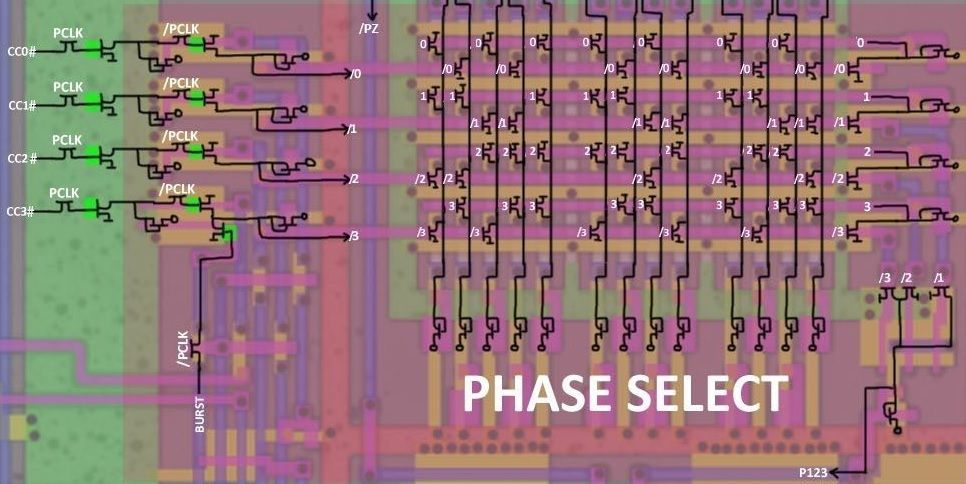 PCLK /PCLK /PZ
CC0# 0 0 0 0 0 0 0 0
/0 /0 /0 /0 /0 /0 /0 /0
PCLK /PCLK
CC1# 1 1 1 1 1 1 1 1
/1 /1 /1 /1 /1 /1 /1 /1
PCLK /PCLK
CC2# 2 2 2 2 2 2 2 2
/2 /2 /2 /2 /2 /2 /2
PCLK /PCLK
CC3# 3 3 3 3 3 3 3 3
/3 /3 /3 /3 /3 /3 /3
/3 /2 /1
/PCLK
PHASE SELECT
BURST
P123